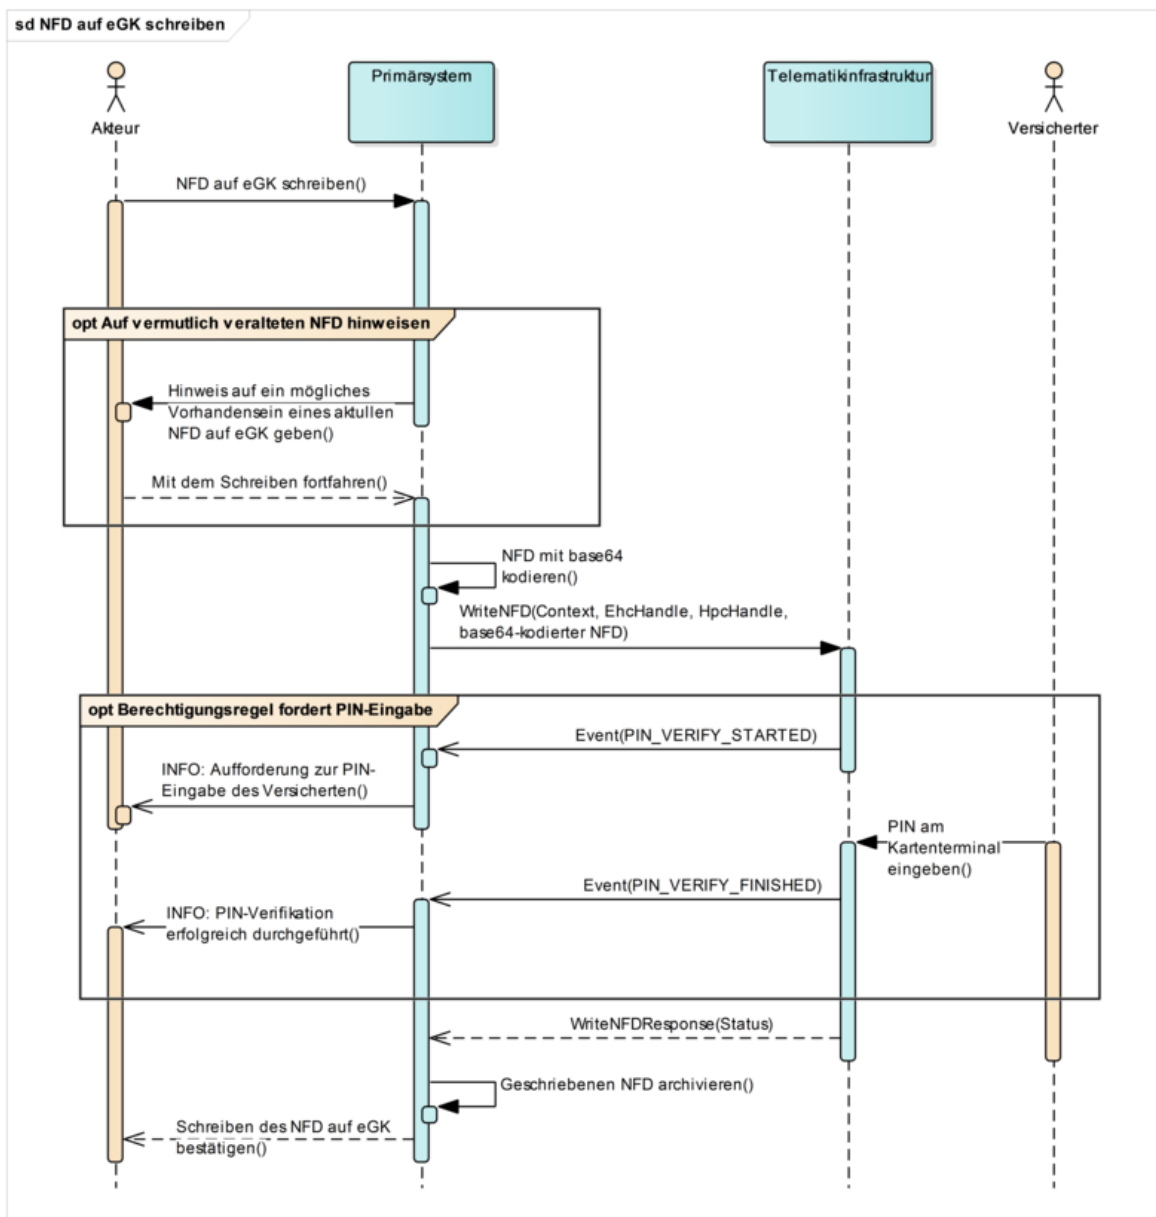 sd NFD auf eGK schreiben
Akteur
Primärsystem
Telematikinfrastruktur
Versicherter
NFD auf eGK schreiben()
opt Auf vermutlich veralteten NFD hinweisen
Hinweis auf ein mögliches
Vorhandensein eines aktullen
NFD auf eGK geben()
Mit dem Schreiben fortfahren()
NFD mit base64
kodieren()
WriteNFD(Context, EhcHandle, HpcHandle,
base64-kodierter NFD)
opt Berechtigungsregel fordert PIN-Eingabe
Event(PIN_VERIFY_STARTED)
INFO: Aufforderung zur PIN-
Eingabe des Versicherten()
PIN am
Kartenterminal
eingeben()
Event(PIN_VERIFY_FINISHED)
INFO: PIN-Verifikation
erfolgreich durchgeführt()
WriteNFDResponse(Status)
Geschriebenen NFD archivieren()
Schreiben des NFD auf eGK
bestätigen()